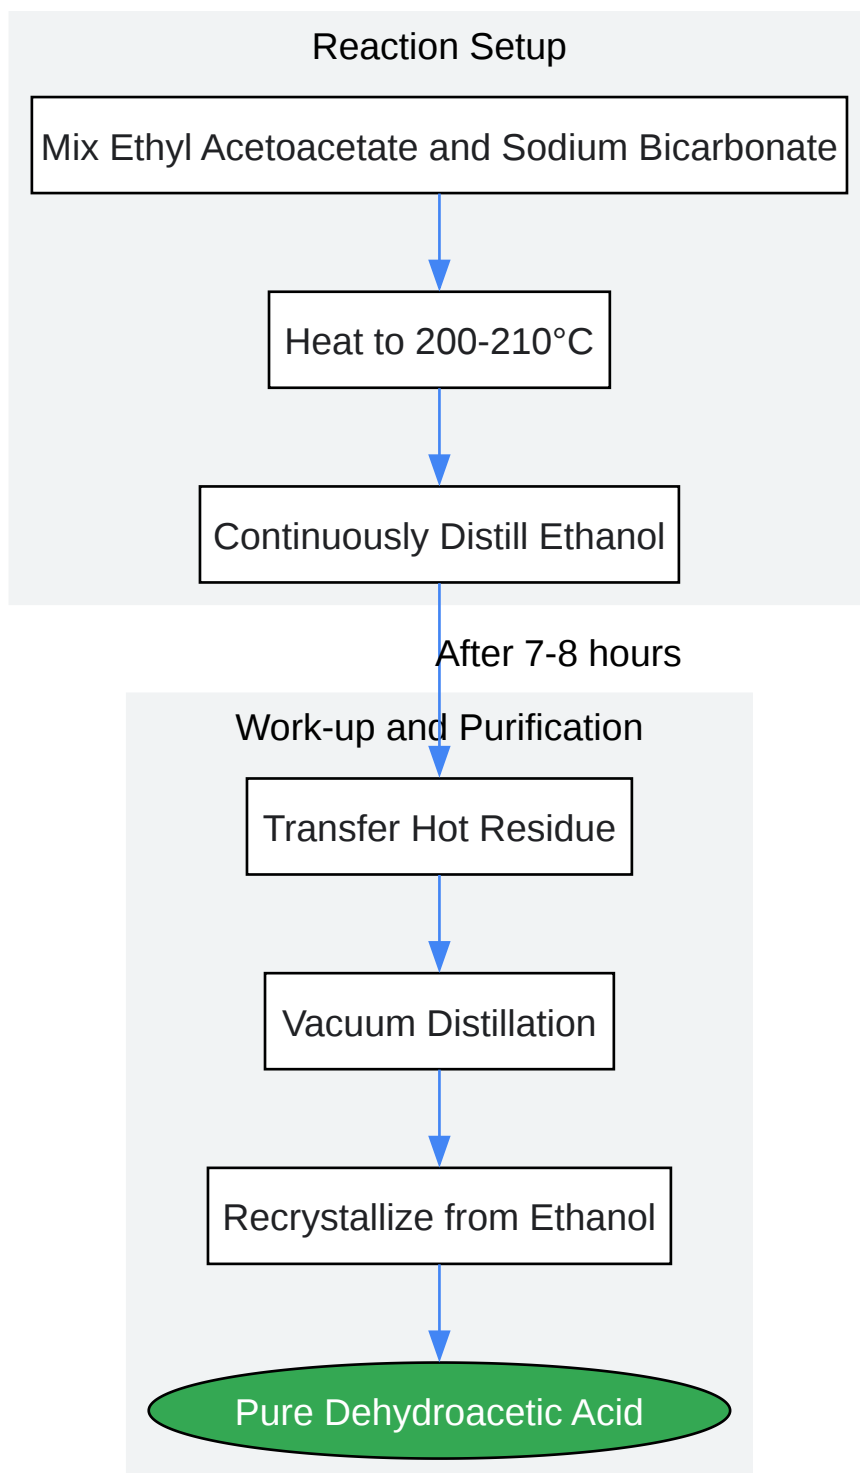 Reaction Setup
Mix Ethyl Acetoacetate and Sodium Bicarbonate
Heat to 200-210°C
Continuously Distill Ethanol
After 7-8 hours
Work-up and Purification
Transfer Hot Residue
Vacuum Distillation
Recrystallize from Ethanol
Pure Dehydroacetic Acid